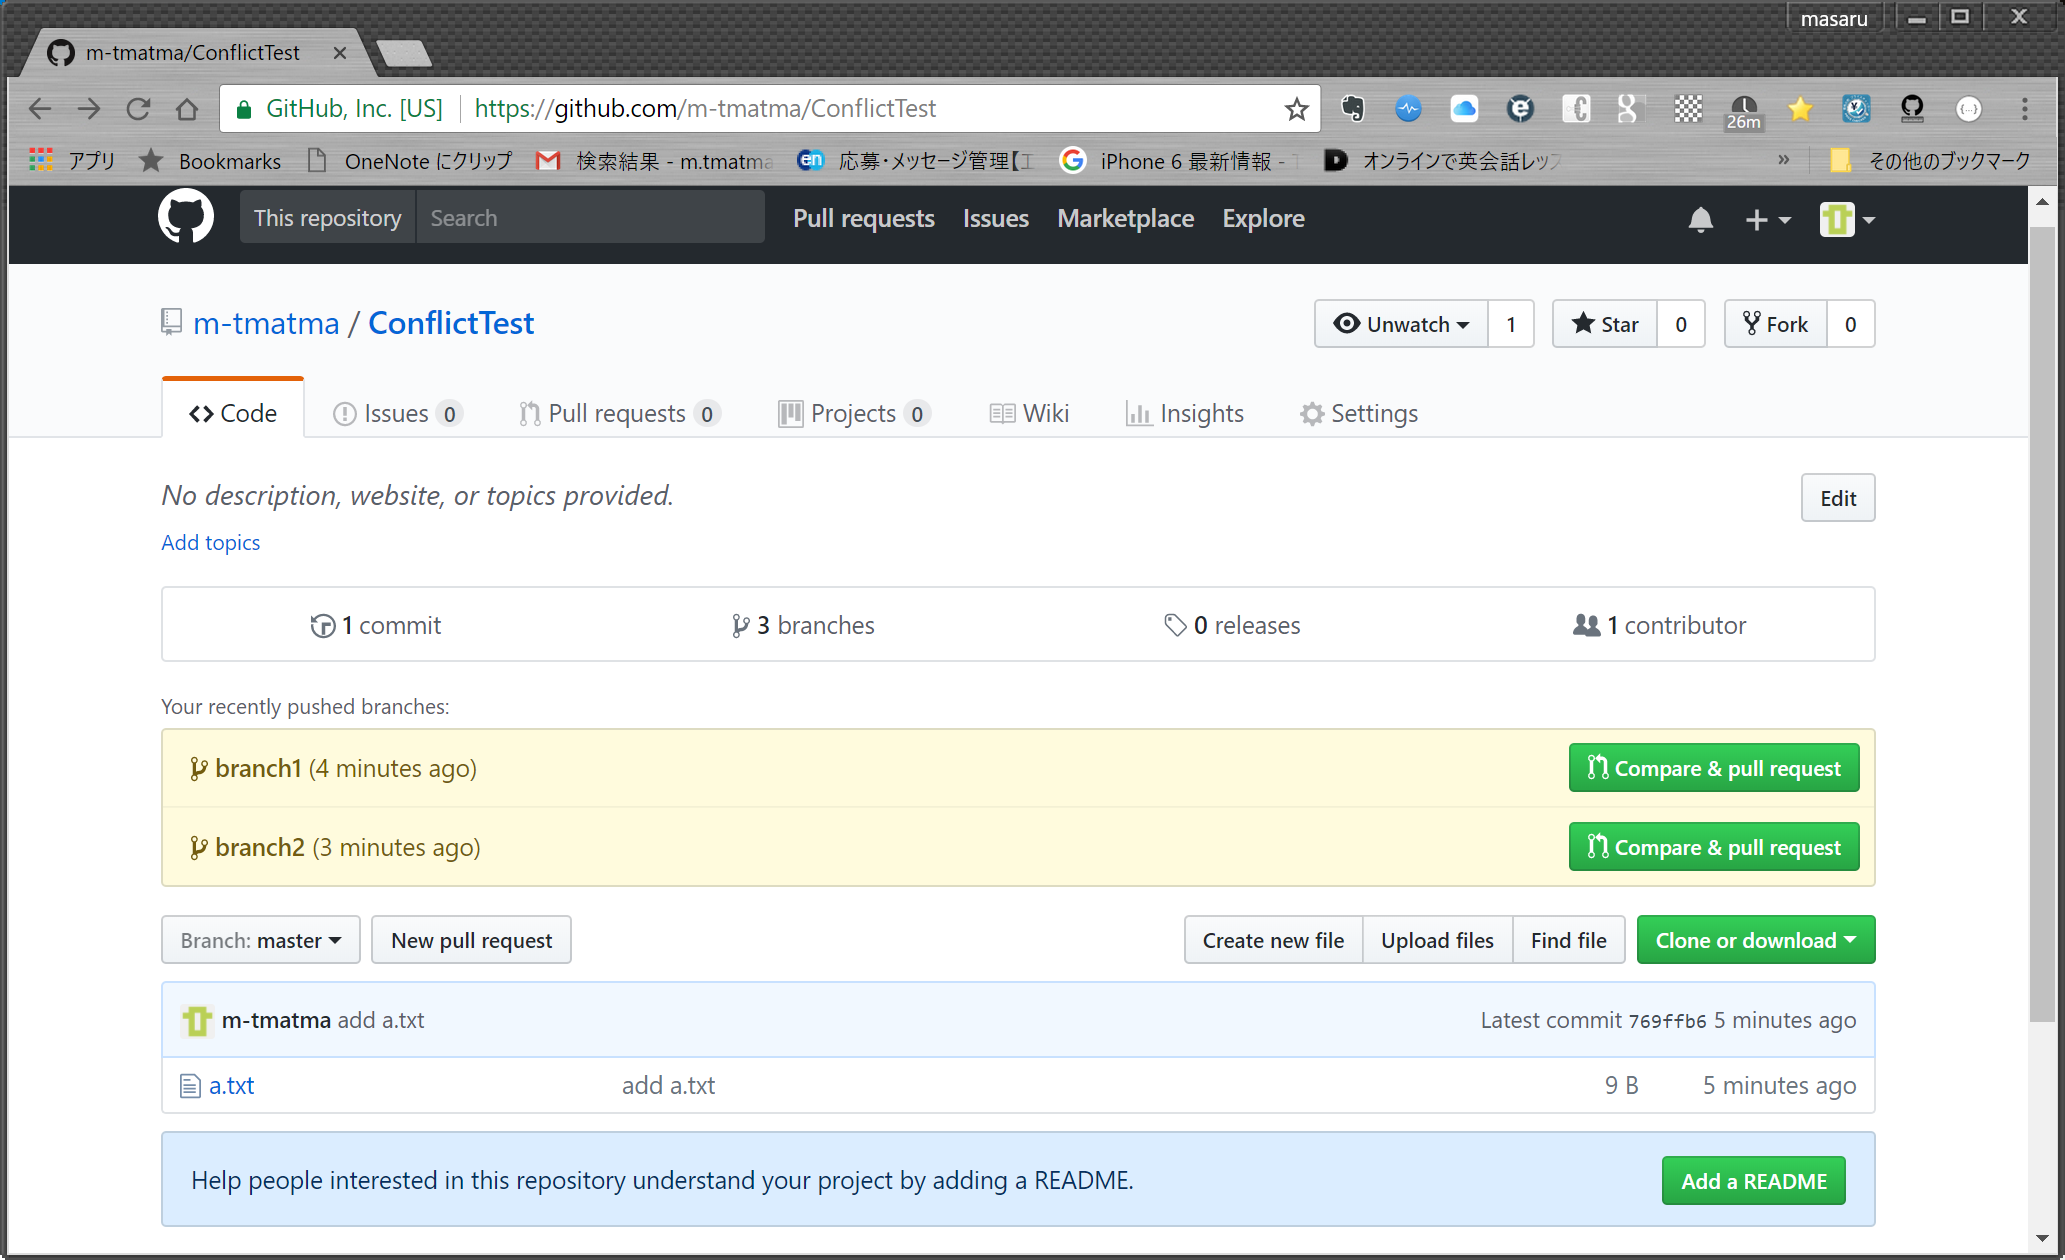 masaru
m-tmatma/ConflictTest
GitHub, Inc. [US] https://github.com/m-tmatma/ConflictTest
26m
アプリ Bookmarks OneNote にクリップ 検索結果 - m.tmatma 応募・メッセージ管理【エ iPhone 6 最新情報 - オンラインで英会話レッス » その他のブックマーク
This repository Search Pull requests Issues Marketplace Explore
m-tmatma / ConflictTest Unwatch 1 Star 0 Fork 0
Code Issues 0 Pull requests 0 Projects 0 Wiki Insights Settings
No description, website, or topics provided. Edit
Add topics
1 commit 3 branches 0 releases 1 contributor
Your recently pushed branches:
branch1 (4 minutes ago) Compare & pull request
branch2 (3 minutes ago) Compare & pull request
Branch: master New pull request Create new file Upload files Find file Clone or download
m-tmatma add a.txt Latest commit 769ffb6 5 minutes ago
a.txt add a.txt 9 B 5 minutes ago
Help people interested in this repository understand your project by adding a README. Add a README